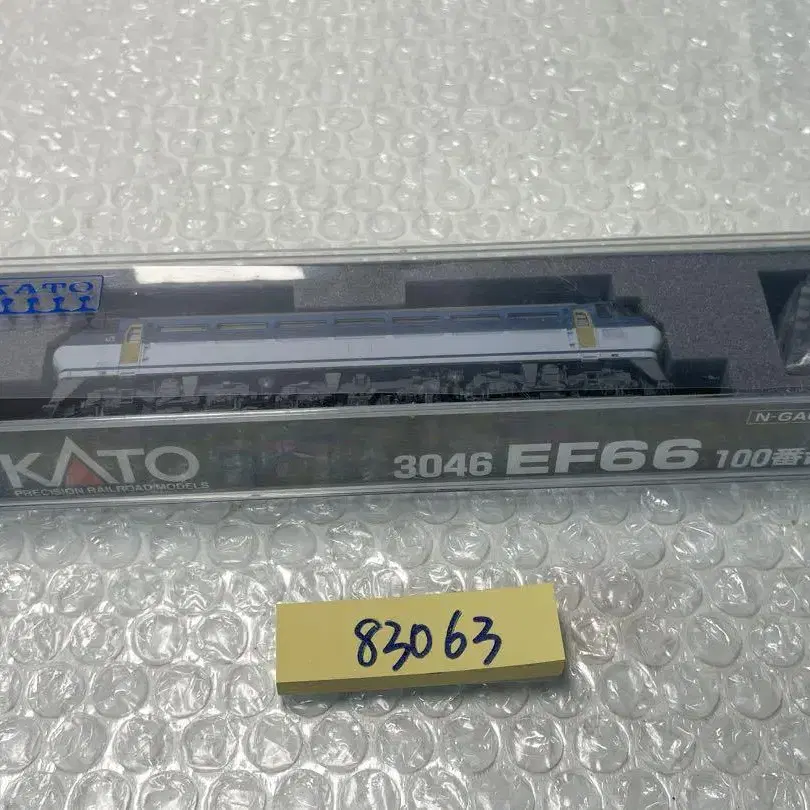 KATO
N-GA
KATO
PRECISION RAILROAD MODELS
3046 EF66 100番
83063